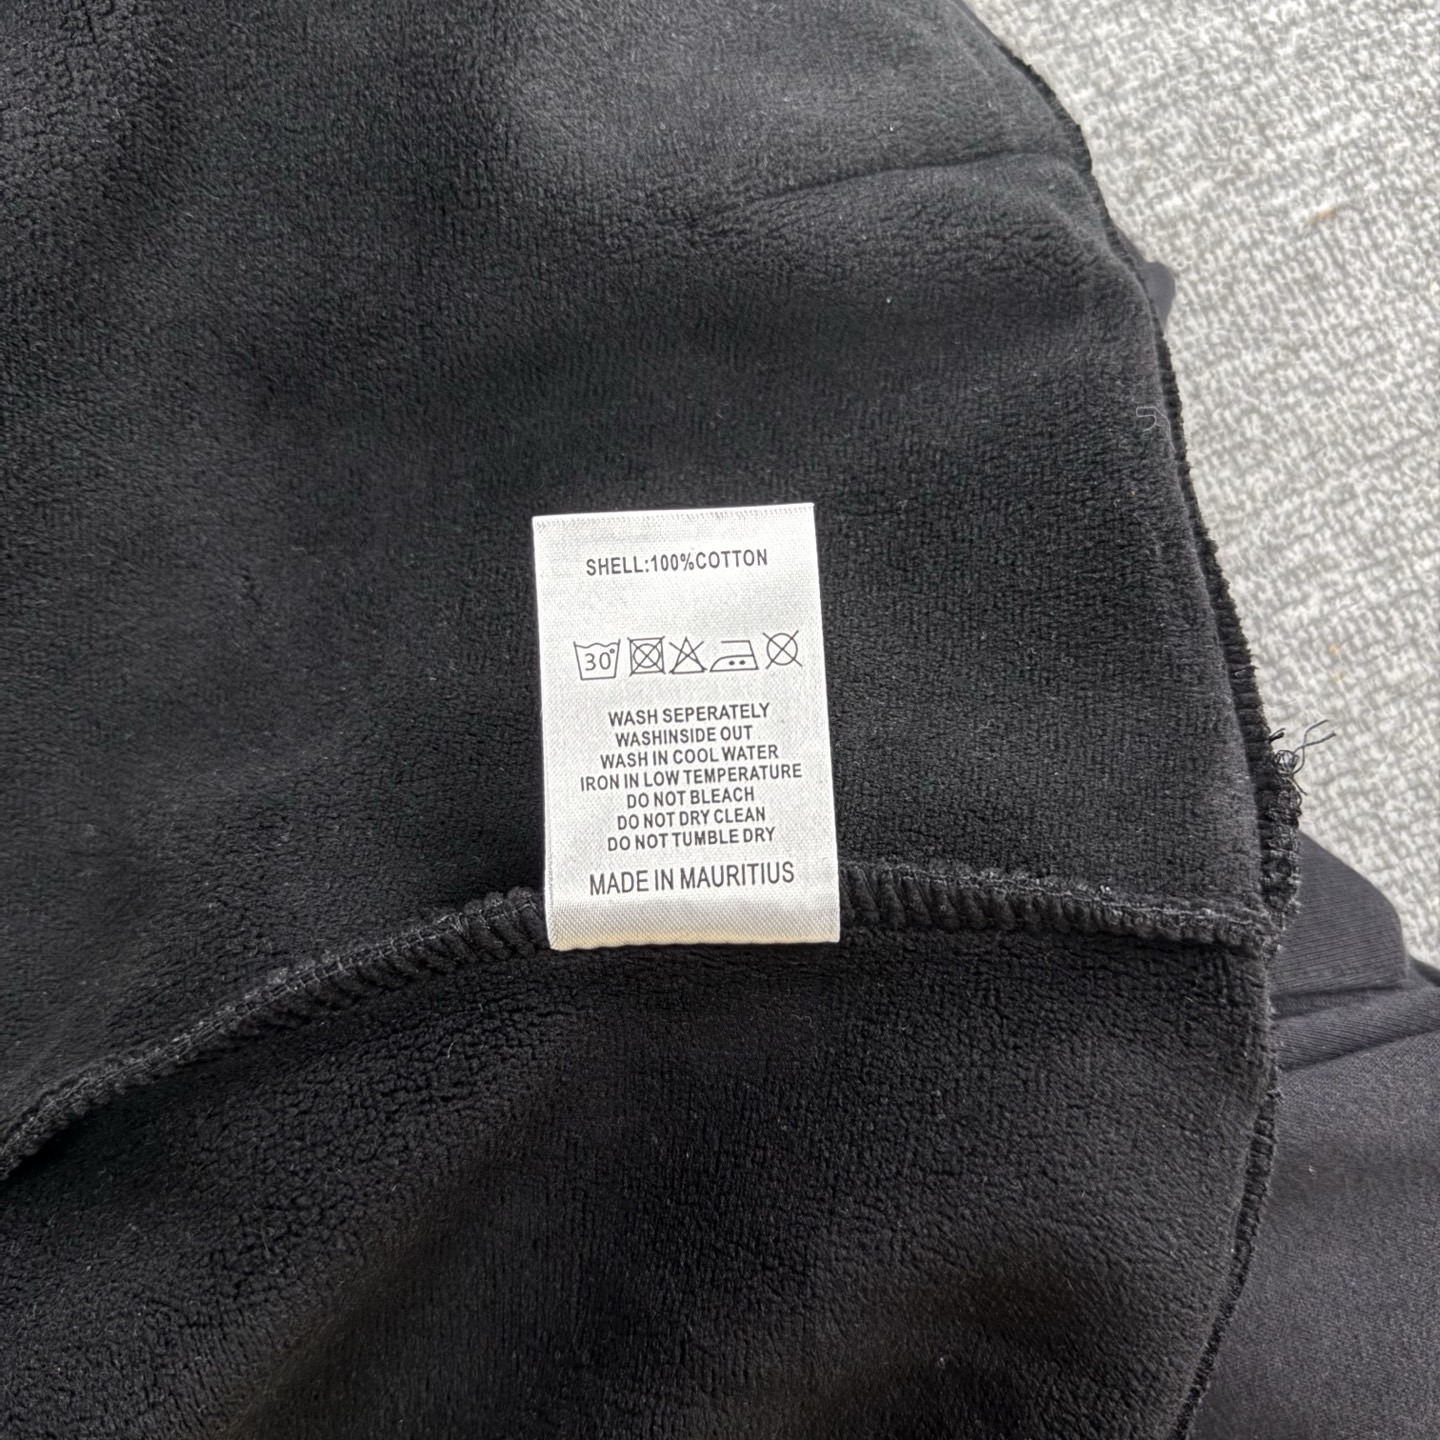 SHELL:100%COTTON
30°
WASH SEPERATELY
WASHINSIDE OUT
WASH IN COOL WATER
IRON IN LOW TEMPERATURE
DO NOT BLEACH
DO NOT DRY CLEAN
DO NOT TUMBLE DRY
MADE IN MAURITIUS